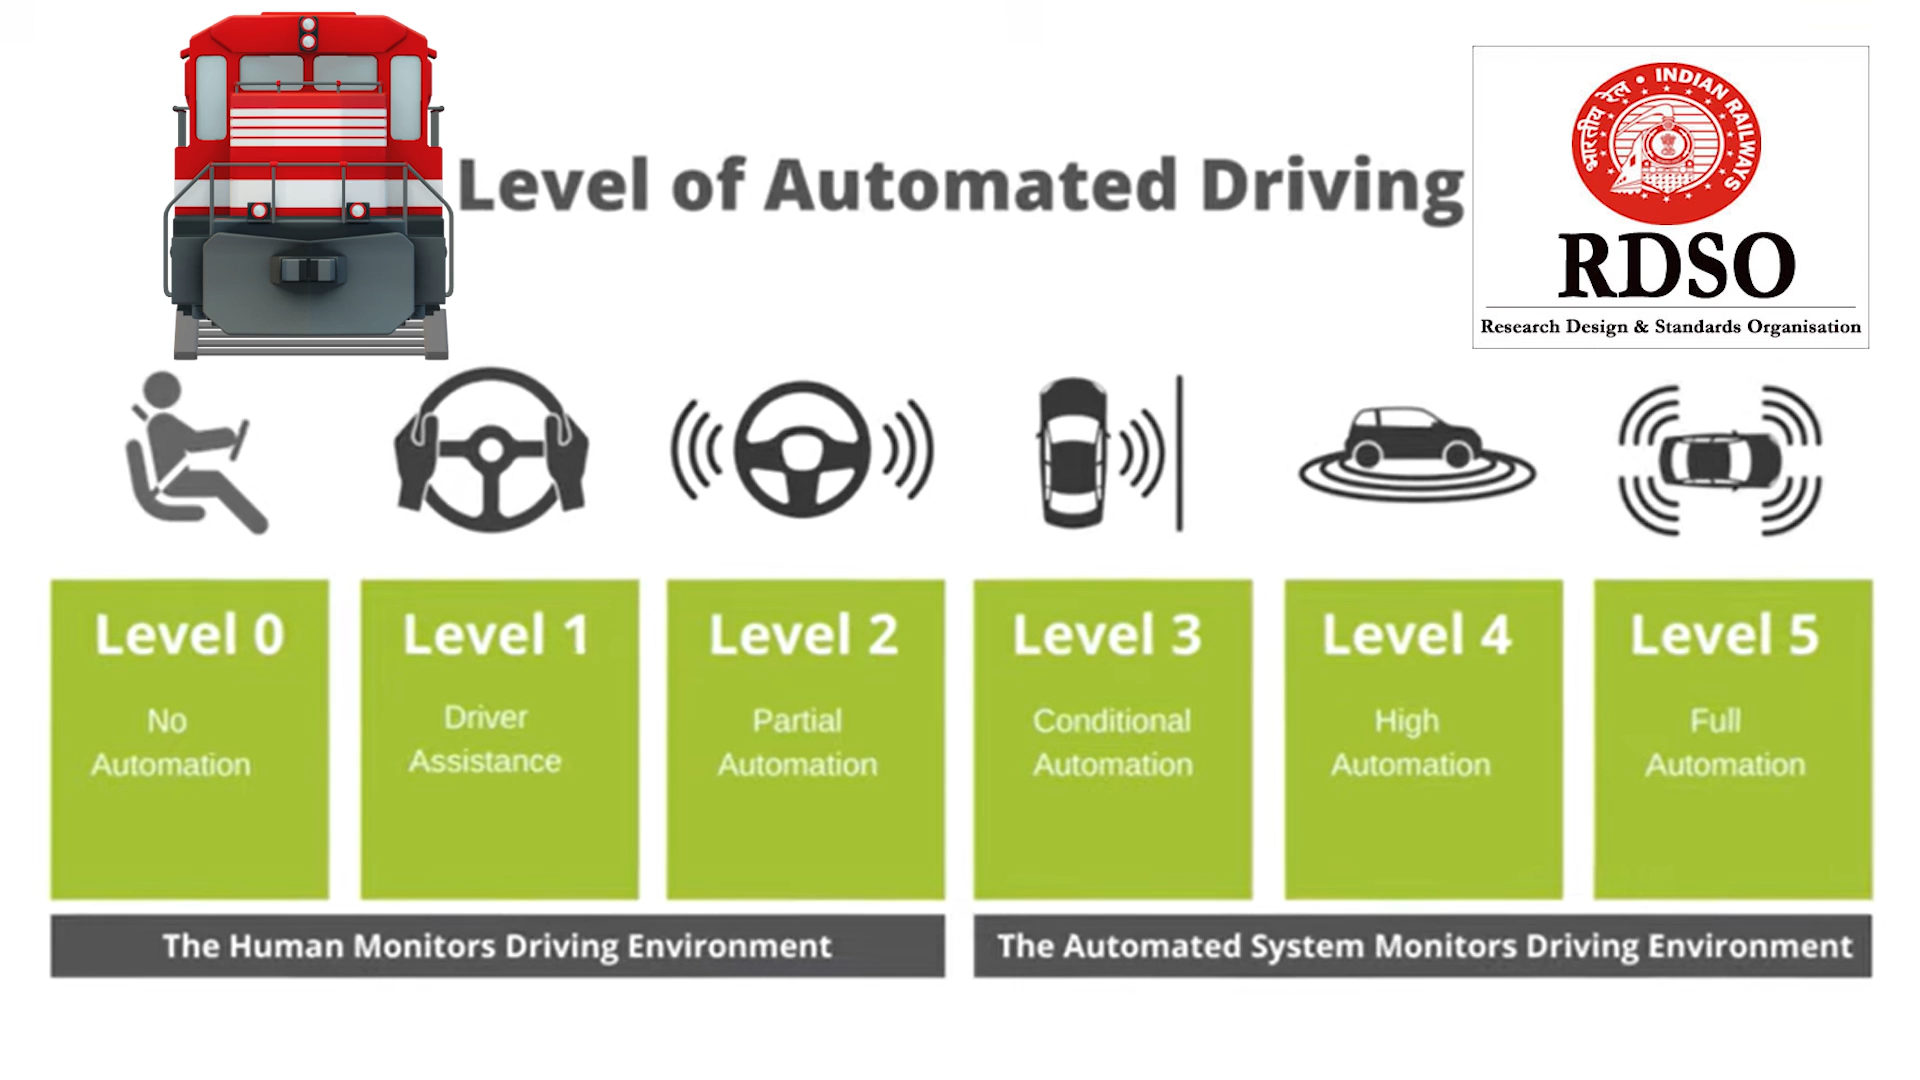 Level of Automated Driving
भारतीय रेल • INDIAN RAILWAYS
RDSO
Research Design & Standards Organisation
Level 0
No
Automation
Level 1
Driver
Assistance
Level 2
Partial
Automation
Level 3
Conditional
Automation
Level 4
High
Automation
Level 5
Full
Automation
The Human Monitors Driving Environment
The Automated System Monitors Driving Environment